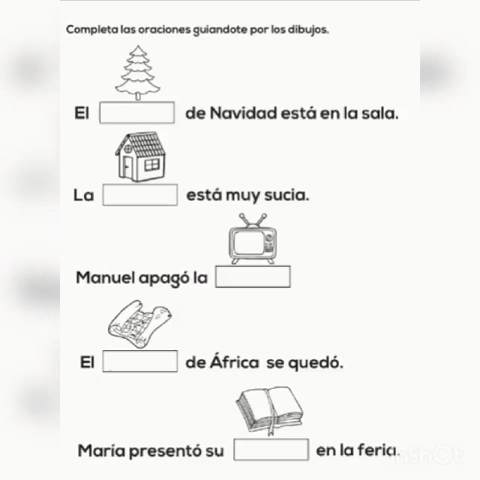 Completa las oraciones guiandote por los dibujos.
El de Navidad está en la sala.
La está muy sucia.
Manuel apagó la
El de África se quedó.
María presentó su en la feria.
InShOt